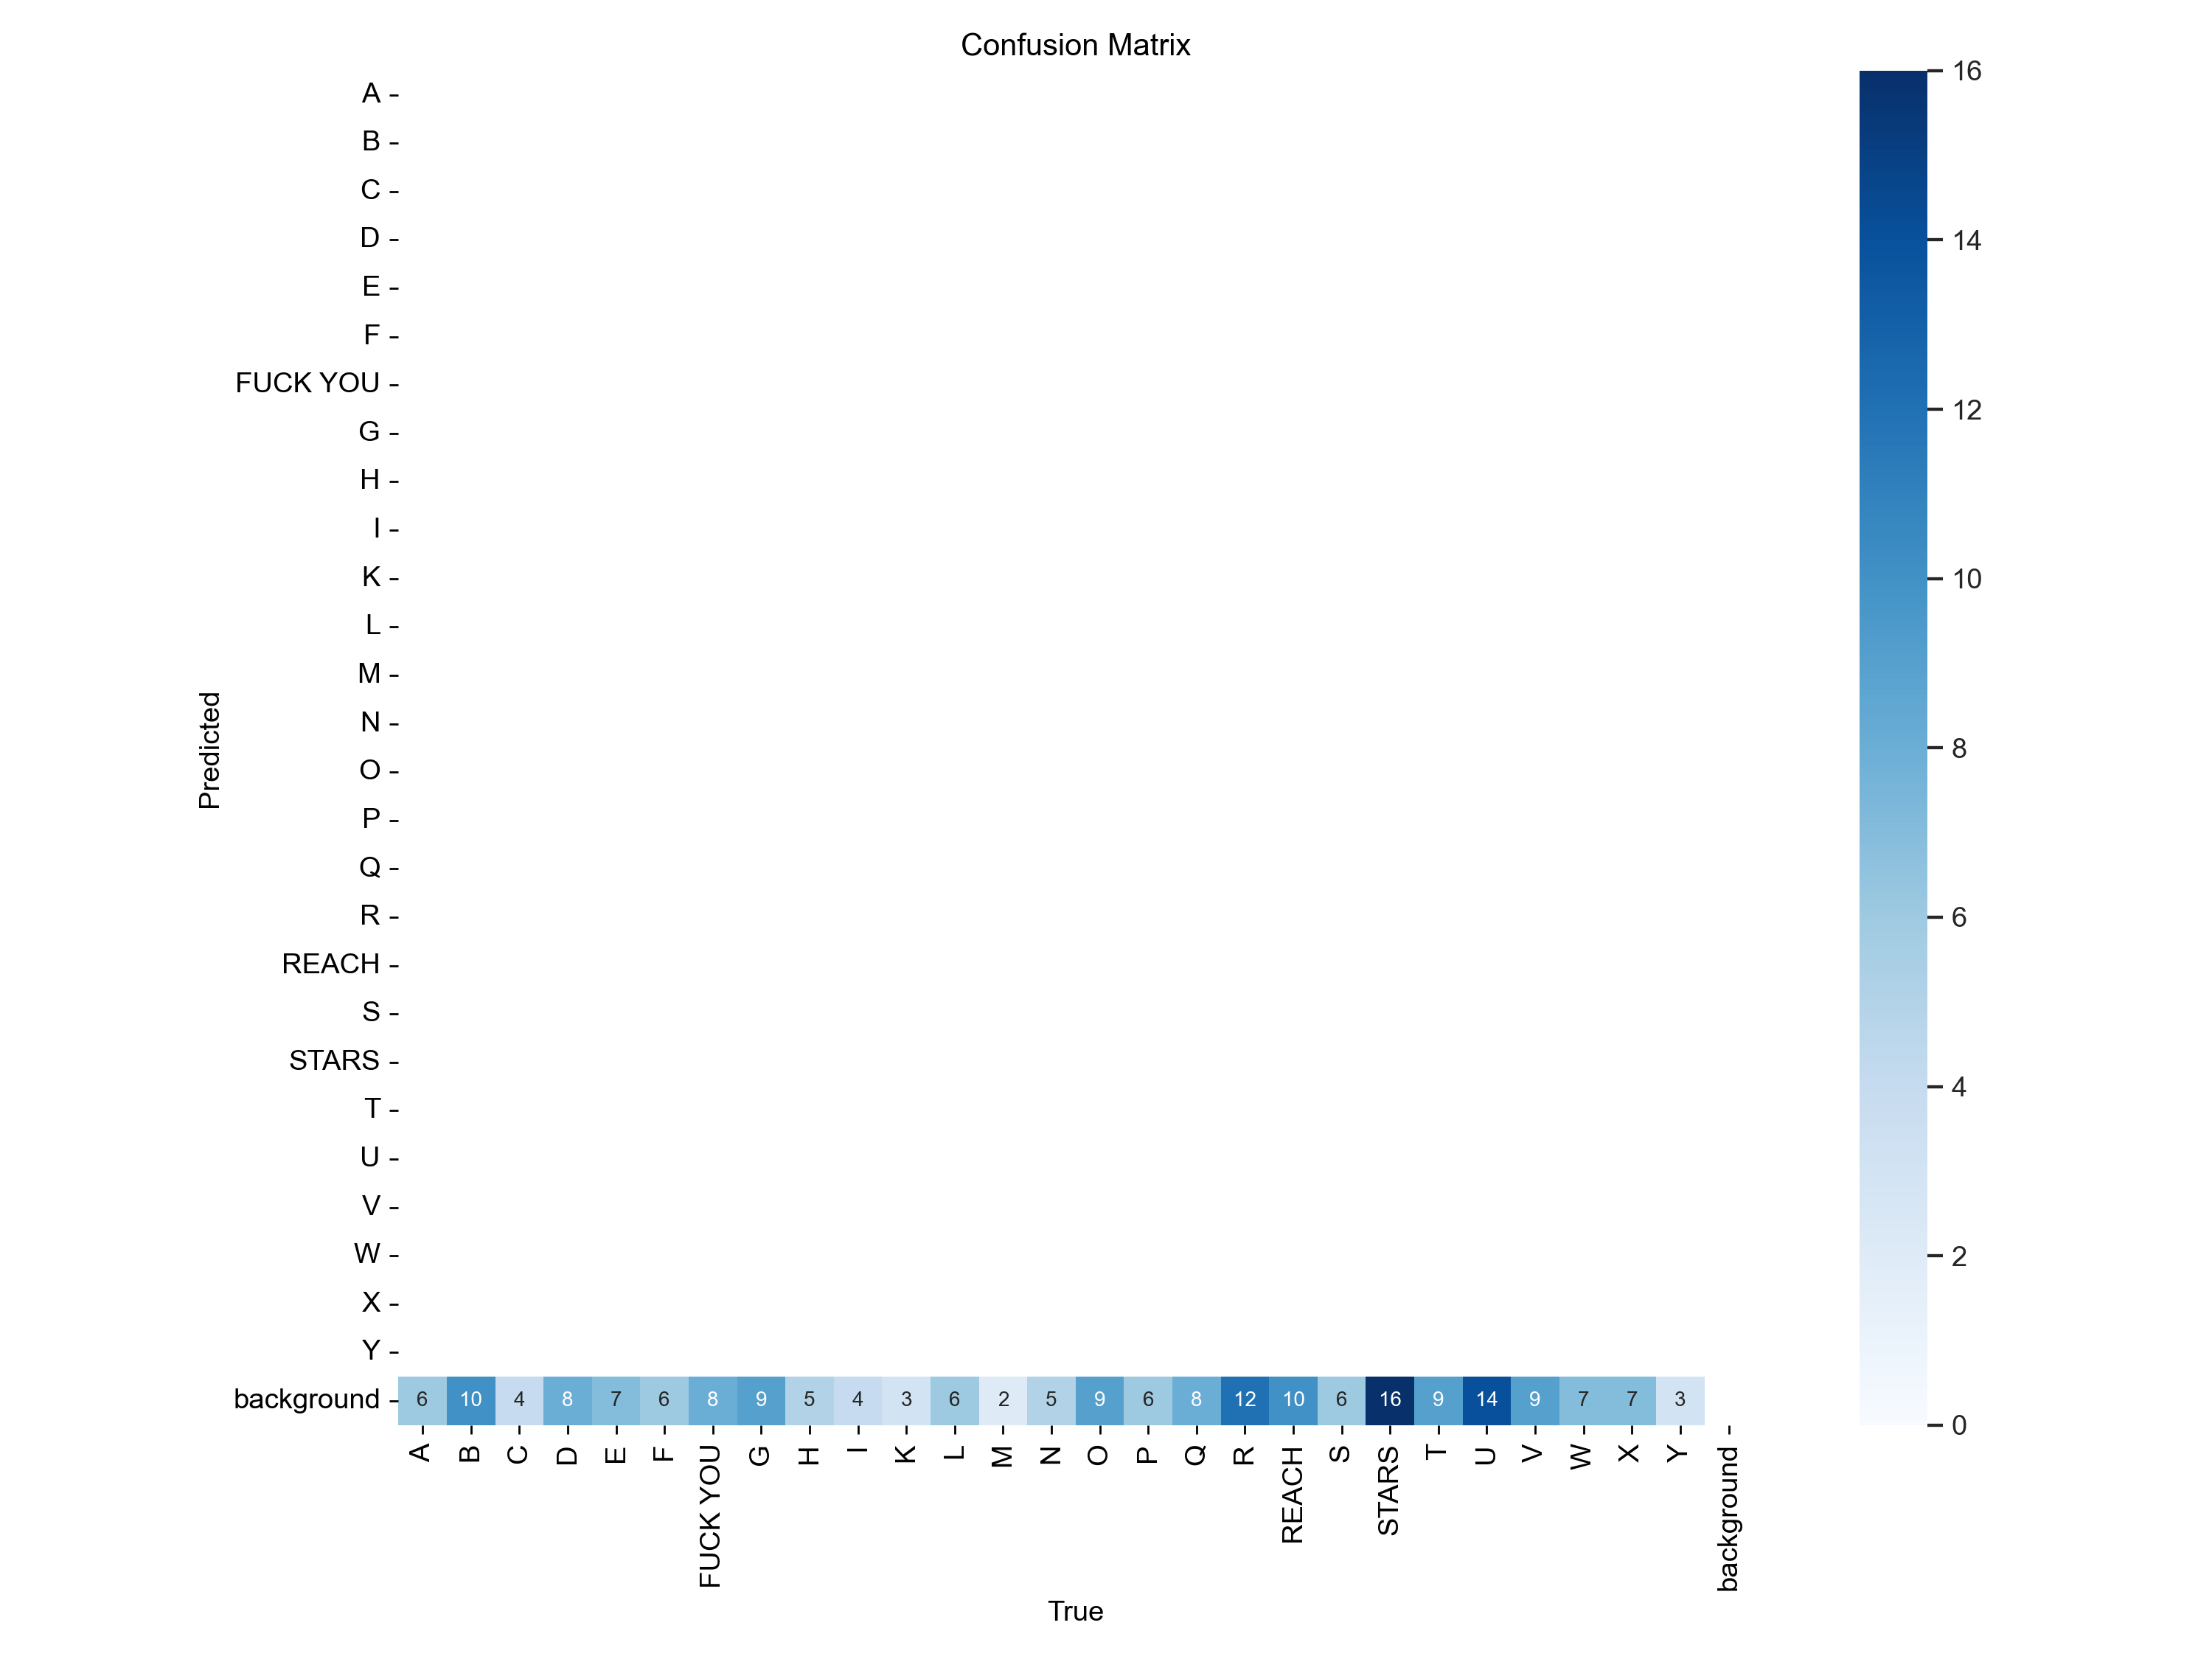 Confusion Matrix
A
B
C
D
E
F
FUCK YOU
G
H
I
K
L
M
N
O
P
Q
R
REACH
S
STARS
T
U
V
W
X
Y
background
Predicted
6 10 4 8 7 6 8 9 5 4 3 6 2 5 9 6 8 12 10 6 16 9 14 9 7 7 3
A B C D E F FUCK YOU G H I K L M N O P Q R REACH S STARS T U V W X Y background
True
16
14
12
10
8
6
4
2
0